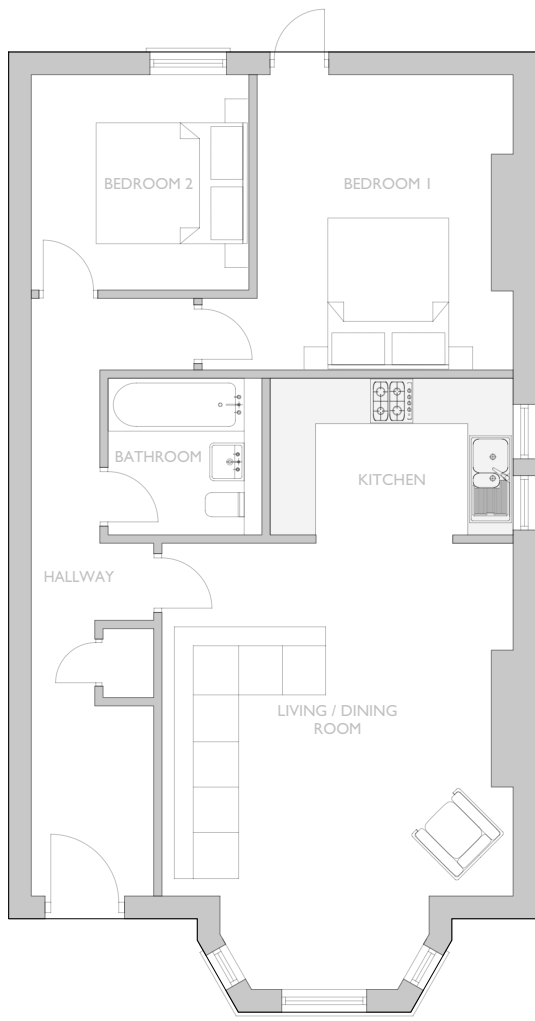 BEDROOM 2
BEDROOM 1
BATHROOM
KITCHEN
HALLWAY
LIVING / DINING
ROOM